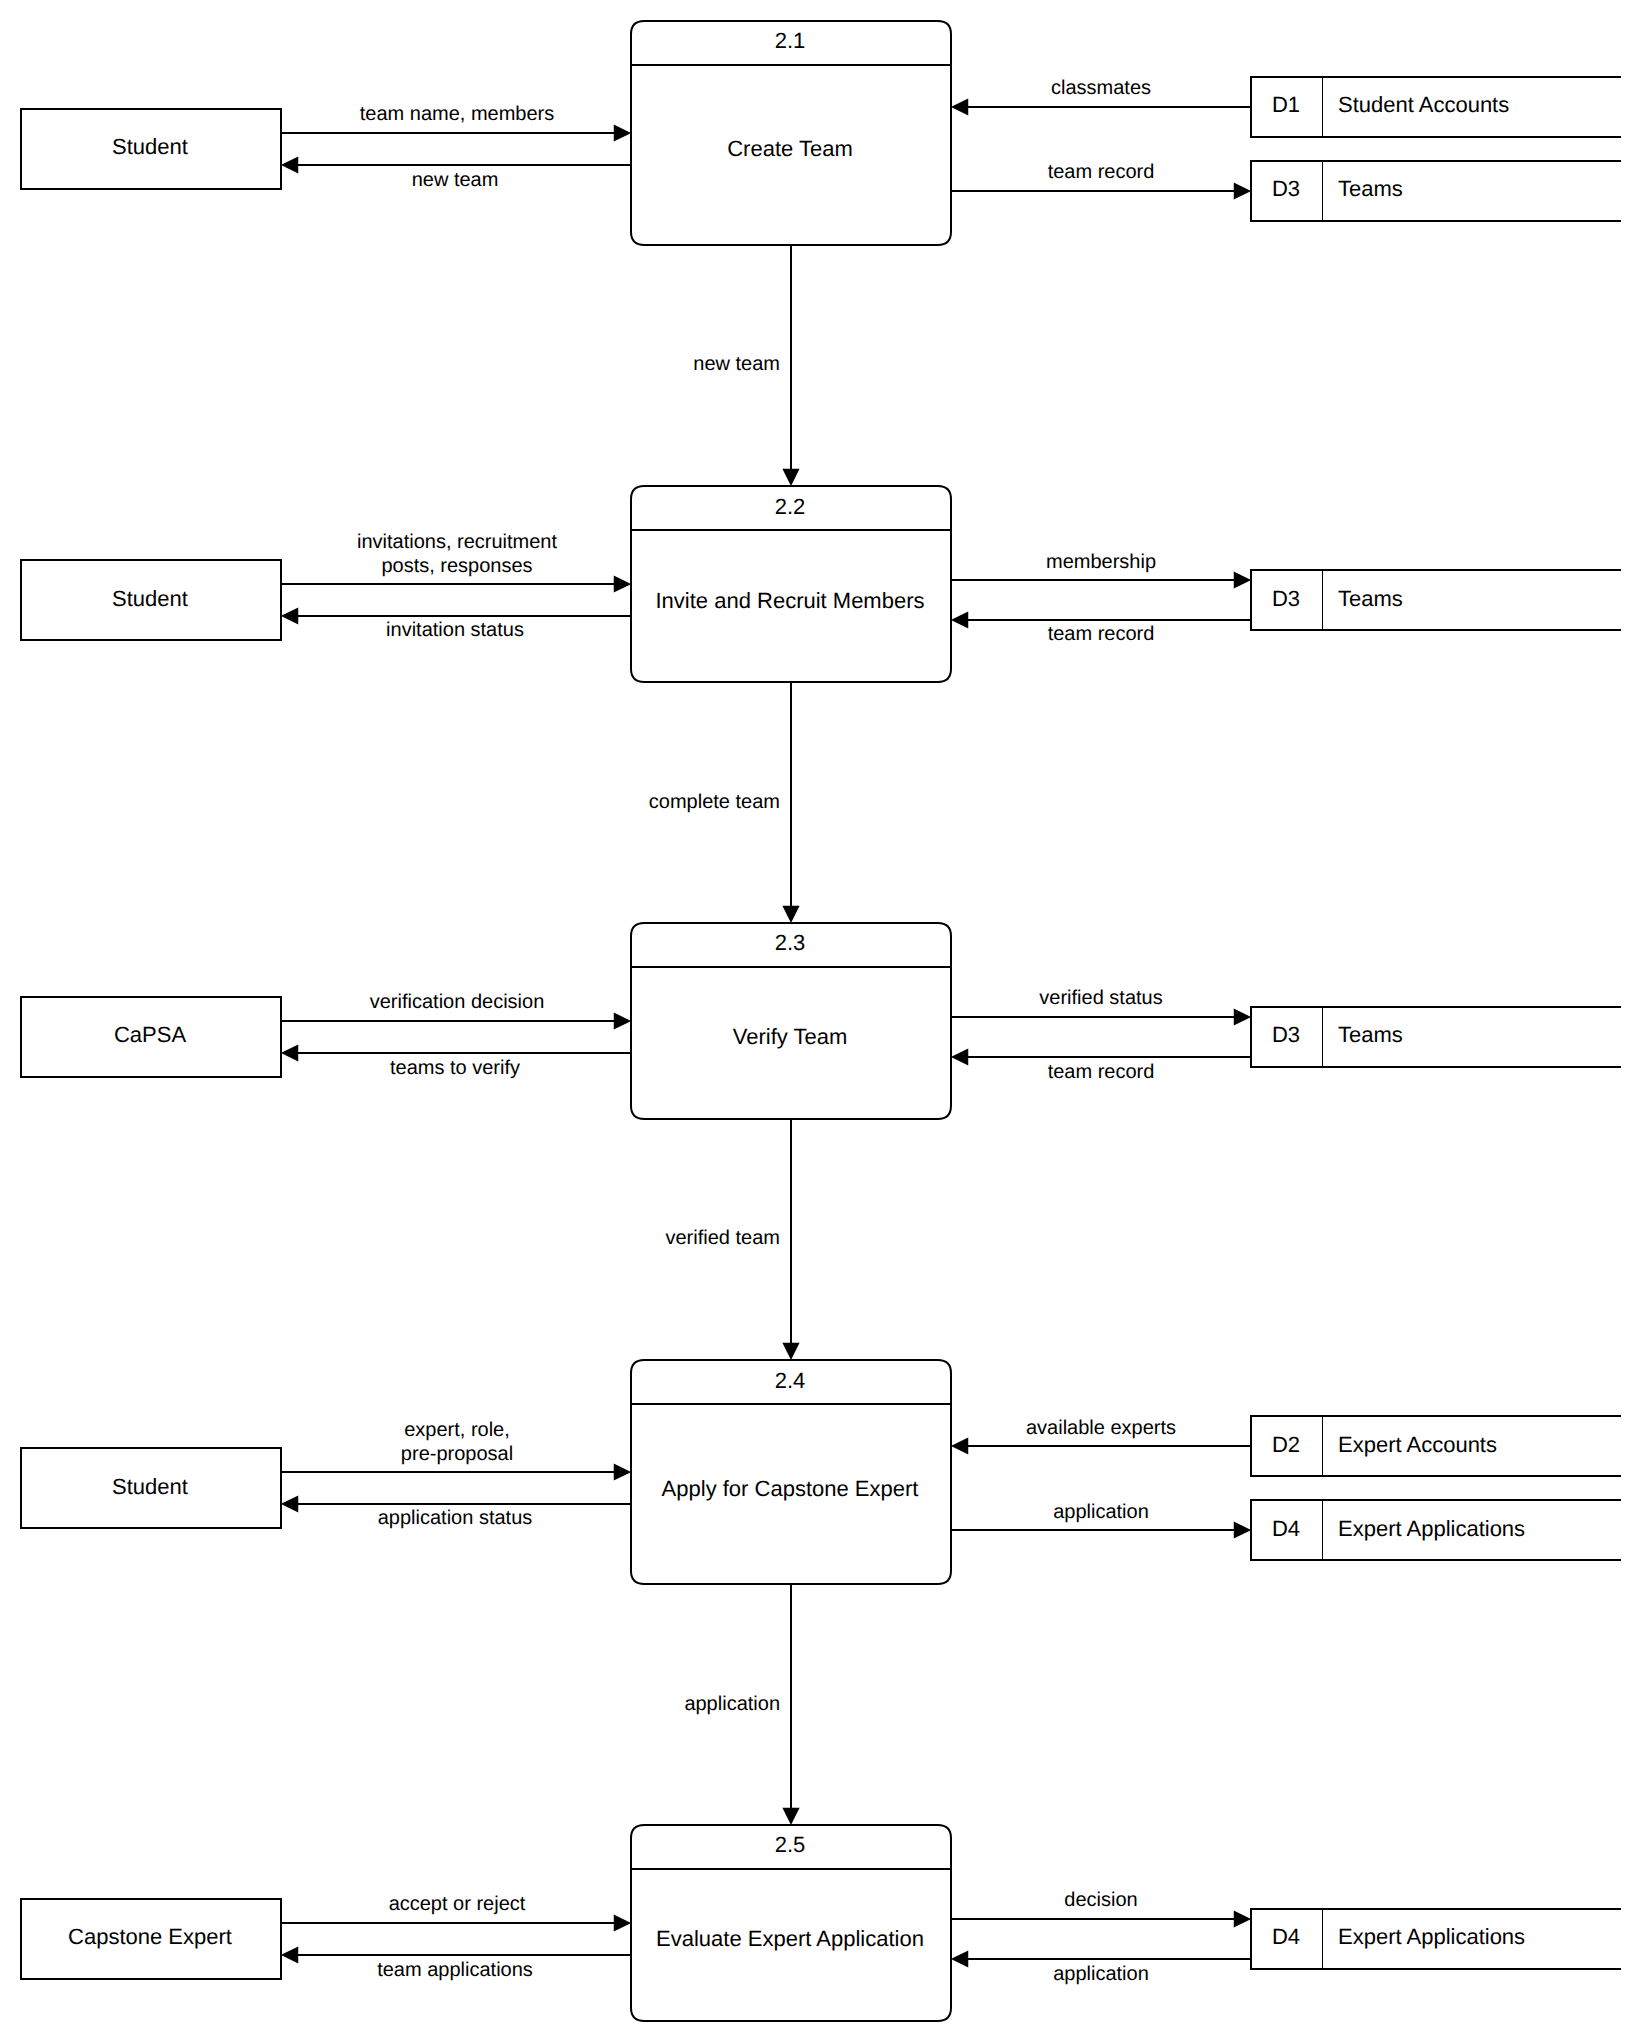 2.1
classmates
D1
Student Accounts
team name, members
Student
Create Team
new team
team record
D3
Teams
new team
2.2
invitations, recruitment
posts, responses
membership
Student
Invite and Recruit Members
D3
Teams
invitation status
team record
complete team
2.3
verification decision
verified status
CaPSA
Verify Team
D3
Teams
teams to verify
team record
verified team
2.4
expert, role,
pre-proposal
available experts
D2
Expert Accounts
Student
Apply for Capstone Expert
application status
application
D4
Expert Applications
application
2.5
accept or reject
decision
Capstone Expert
Evaluate Expert Application
D4
Expert Applications
team applications
application